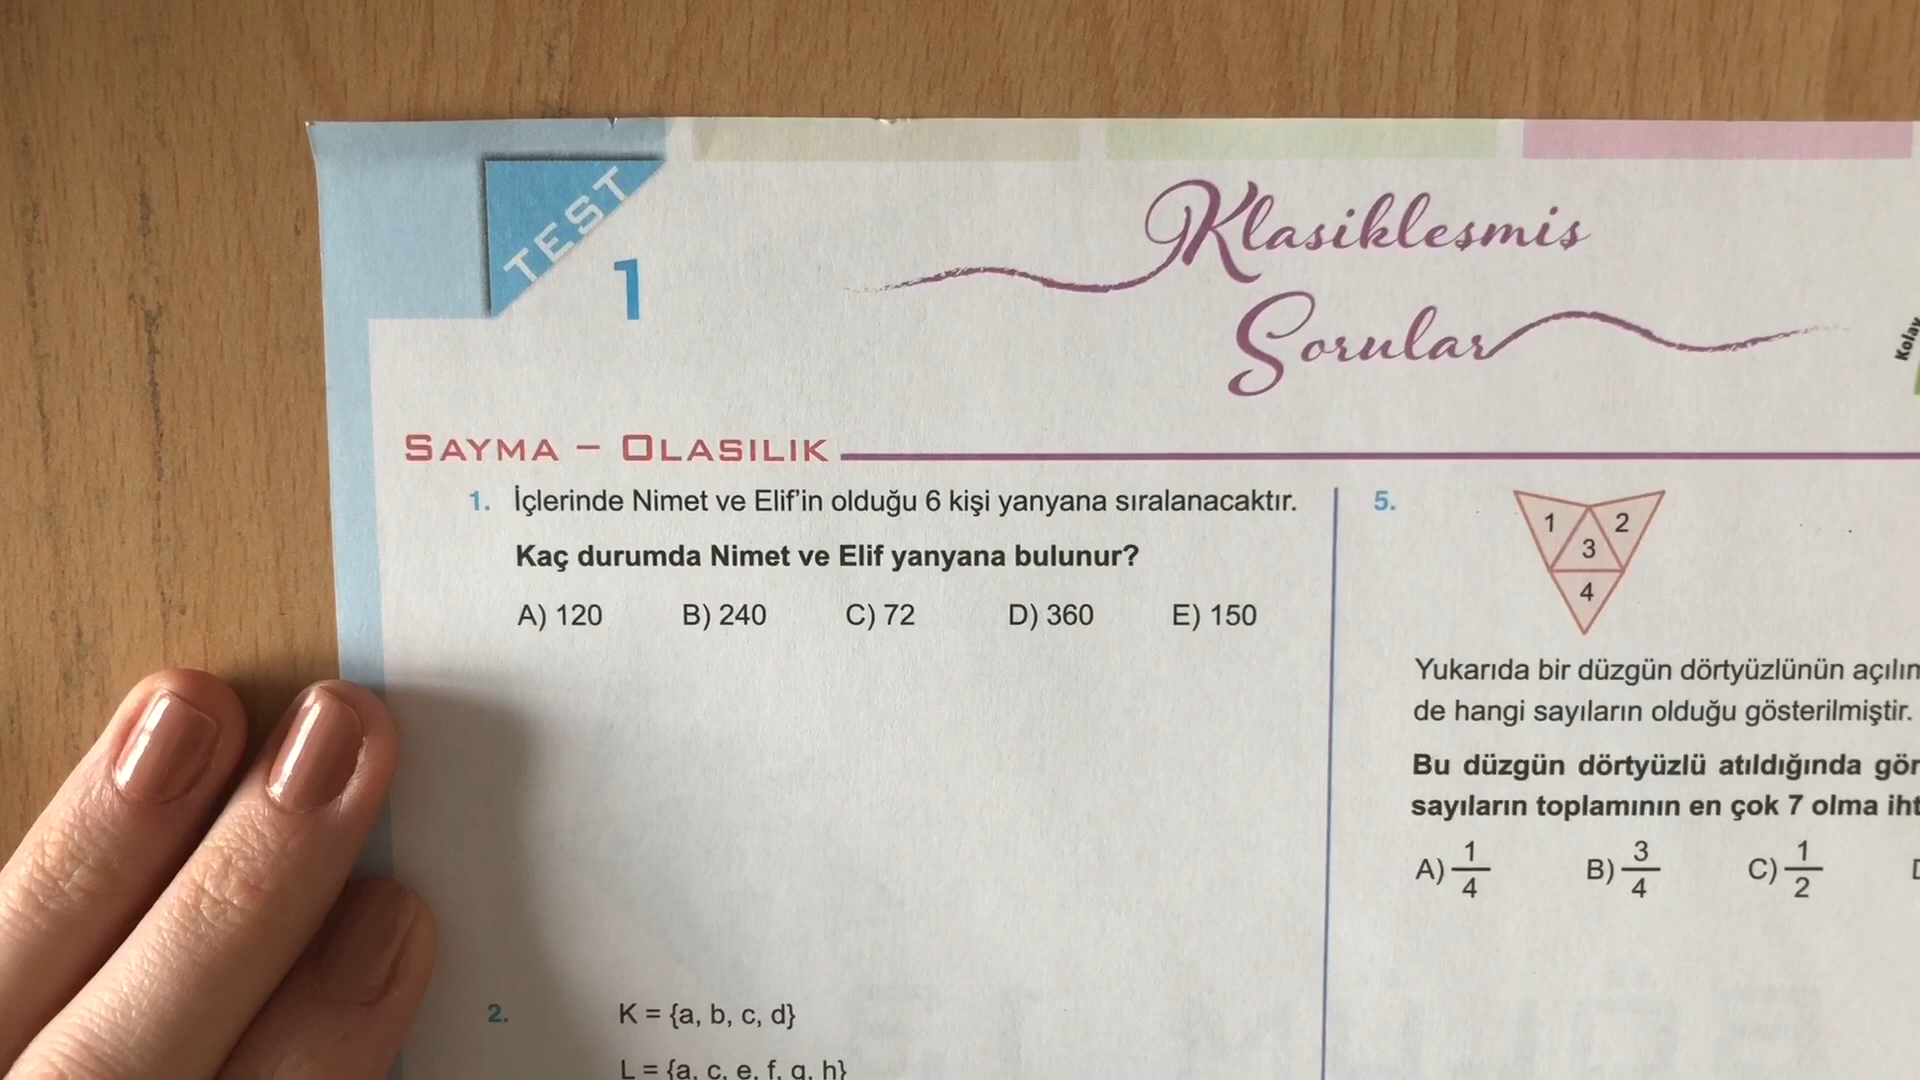 TEST
1
Klasikleşmiş
Sorular
Kolay
SAYMA – OLASILIK
1. İçlerinde Nimet ve Elif'in olduğu 6 kişi yanyana sıralanacaktır.
Kaç durumda Nimet ve Elif yanyana bulunur?
A) 120 B) 240 C) 72 D) 360 E) 150
2. K = {a, b, c, d}
L = {a, c, e, f, g, h}
5.
1 2
3
4
Yukarıda bir düzgün dörtyüzlünün açılım
de hangi sayıların olduğu gösterilmiştir.
Bu düzgün dörtyüzlü atıldığında gör
sayıların toplamının en çok 7 olma iht
A) 1/4 B) 3/4 C) 1/2